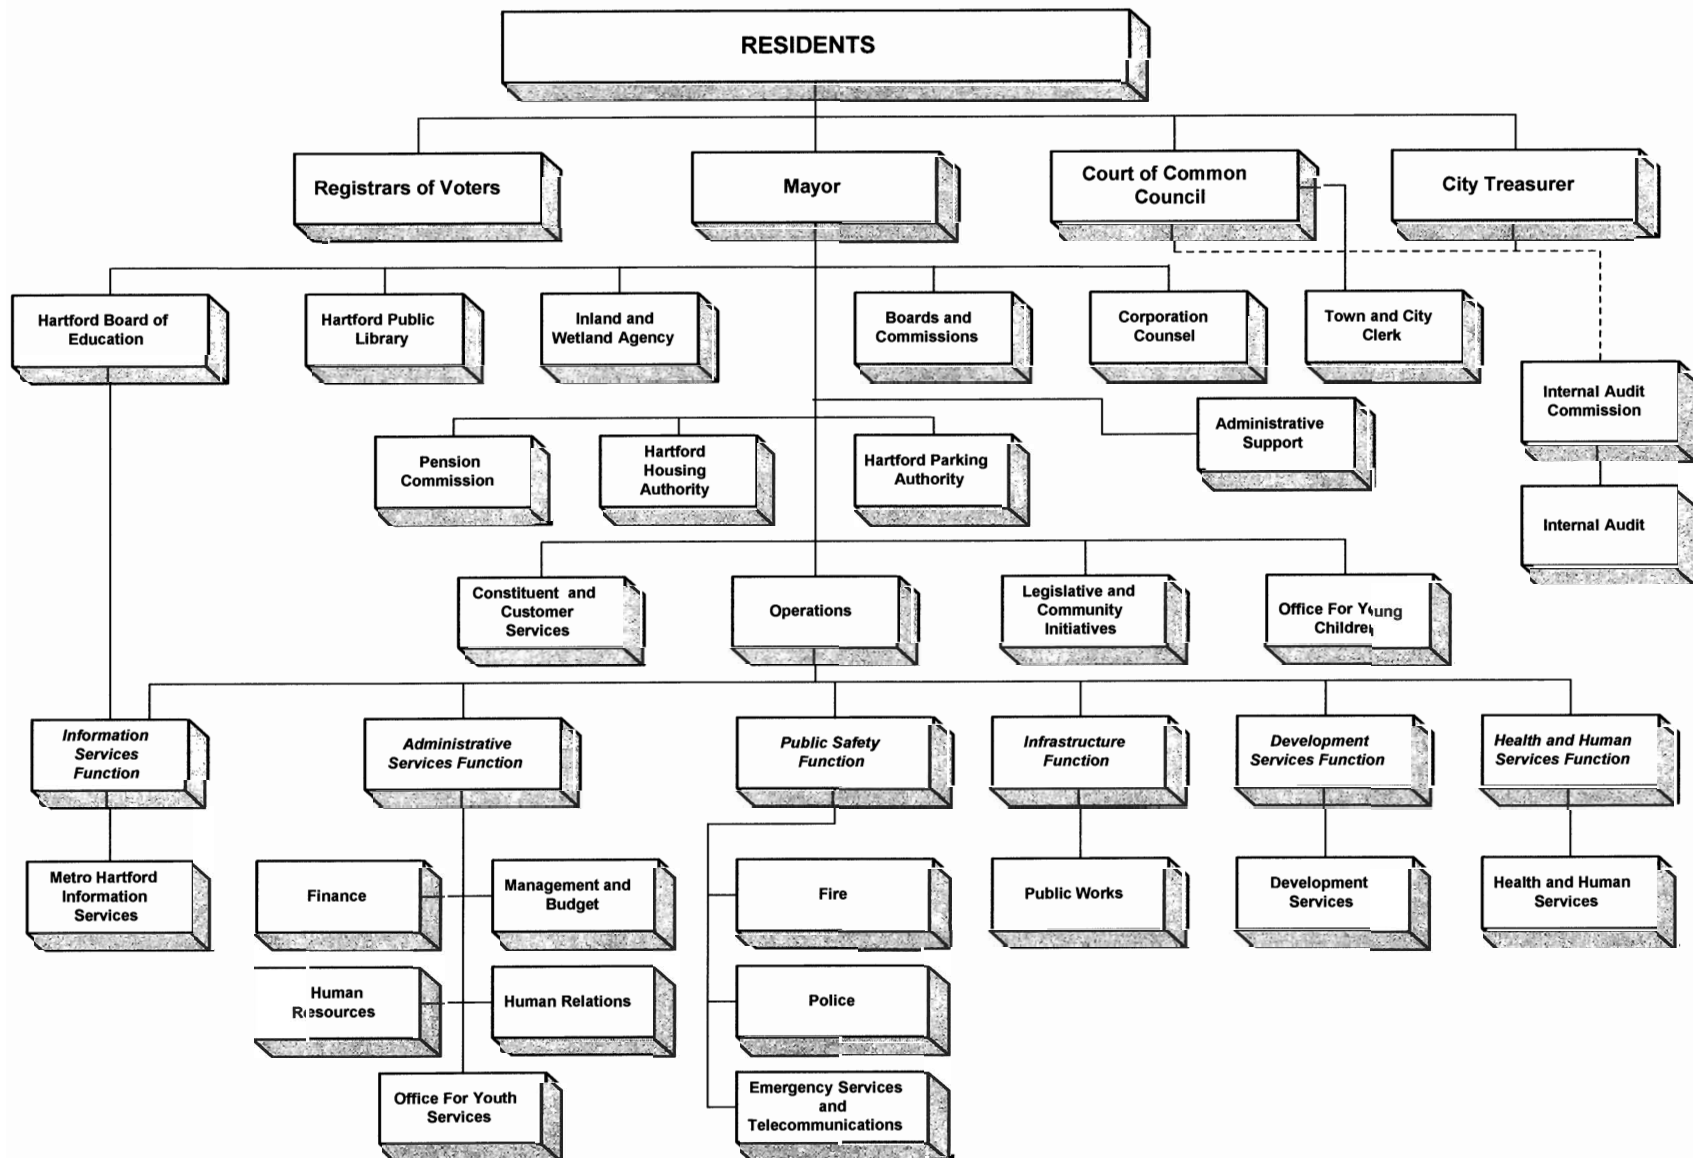 RESIDENTS
Registrars of Voters
Mayor
Court of Common
Council
City Treasurer
Hartford Board of
Education
Hartford Public
Library
Inland and
Wetland Agency
Boards and
Commissions
Corporation
Counsel
Town and City
Clerk
Internal Audit
Commission
Administrative
Support
Pension
Commission
Hartford
Housing
Authority
Hartford Parking
Authority
Internal Audit
Constituent and
Customer
Services
Operations
Legislative and
Community
Initiatives
Office For Young
Children
Information
Services
Function
Administrative
Services Function
Public Safety
Function
Infrastructure
Function
Development
Services Function
Health and Human
Services Function
Metro Hartford
Information
Services
Finance
Management and
Budget
Fire
Public Works
Development
Services
Health and Human
Services
Human
Resources
Human Relations
Police
Office For Youth
Services
Emergency Services
and
Telecommunications